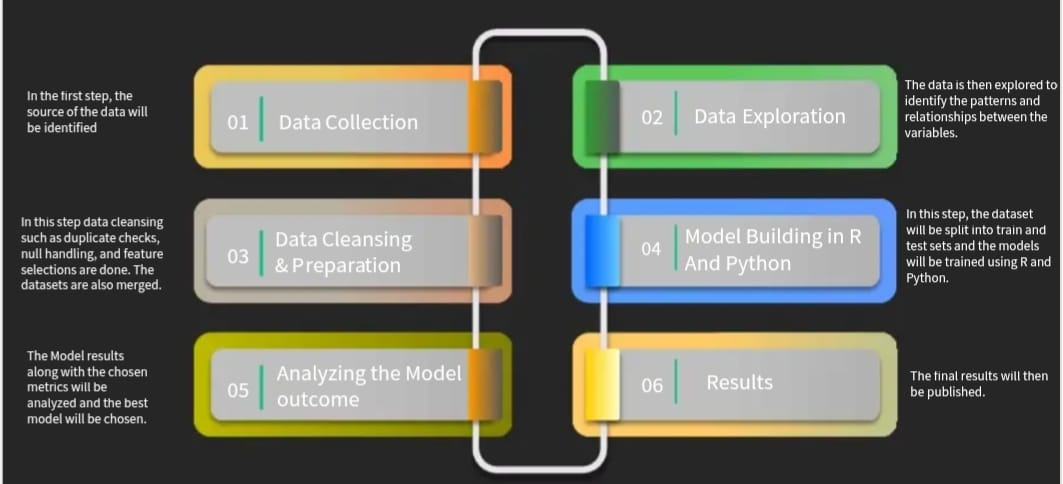 In the first step, the
source of the data will
be identified
01
Data Collection
02
Data Exploration
The data is then explored to
identify the patterns and
relationships between the
variables.
In this step data cleansing
such as duplicate checks,
null handling, and feature
selections are done. The
datasets are also merged.
03
Data Cleansing
& Preparation
04
Model Building in R
And Python
In this step, the dataset
will be split into train and
test sets and the models
will be trained using R and
Python.
The Model results
along with the chosen
metrics will be
analyzed and the best
model will be chosen.
05
Analyzing the Model
outcome
06
Results
The final results will then
be published.